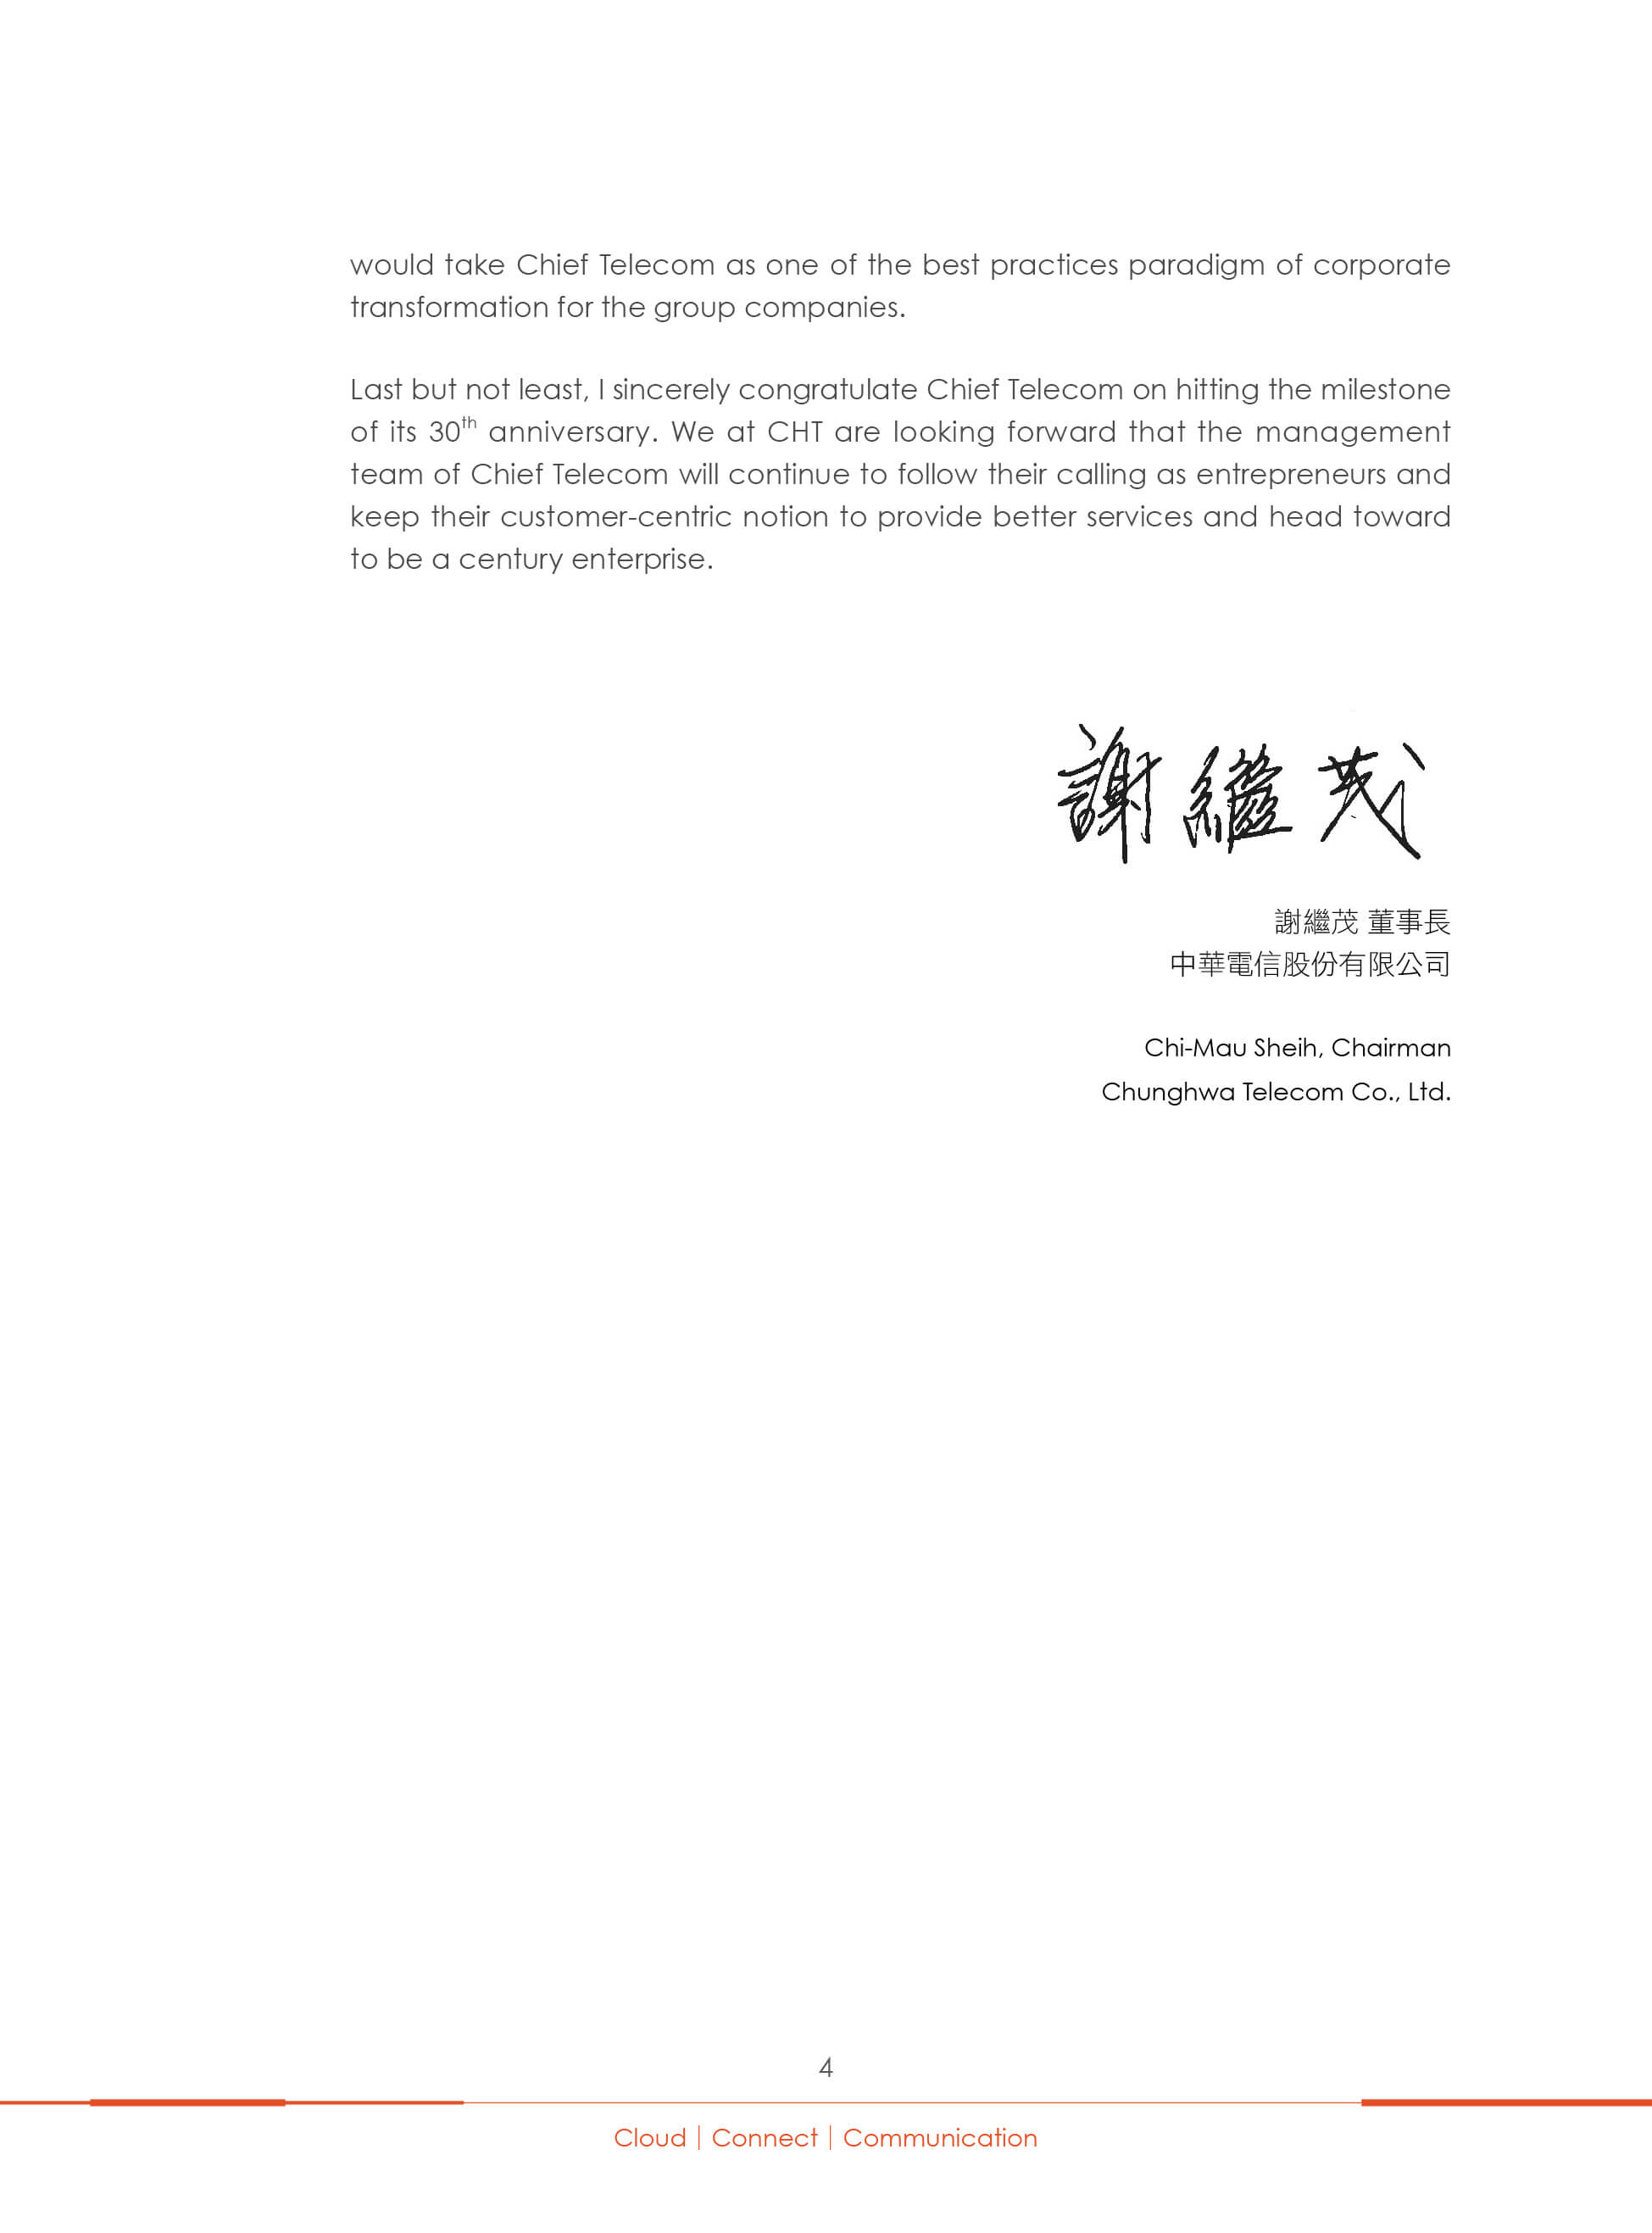 would take Chief Telecom as one of the best practices paradigm of corporate
transformation for the group companies.
Last but not least, I sincerely congratulate Chief Telecom on hitting the milestone
of its 30th anniversary. We at CHT are looking forward that the management
team of Chief Telecom will continue to follow their calling as entrepreneurs and
keep their customer-centric notion to provide better services and head toward
to be a century enterprise.
謝繼茂
謝繼茂 董事長
中華電信股份有限公司
Chi-Mau Sheih, Chairman
Chunghwa Telecom Co., Ltd.
4
Cloud | Connect | Communication